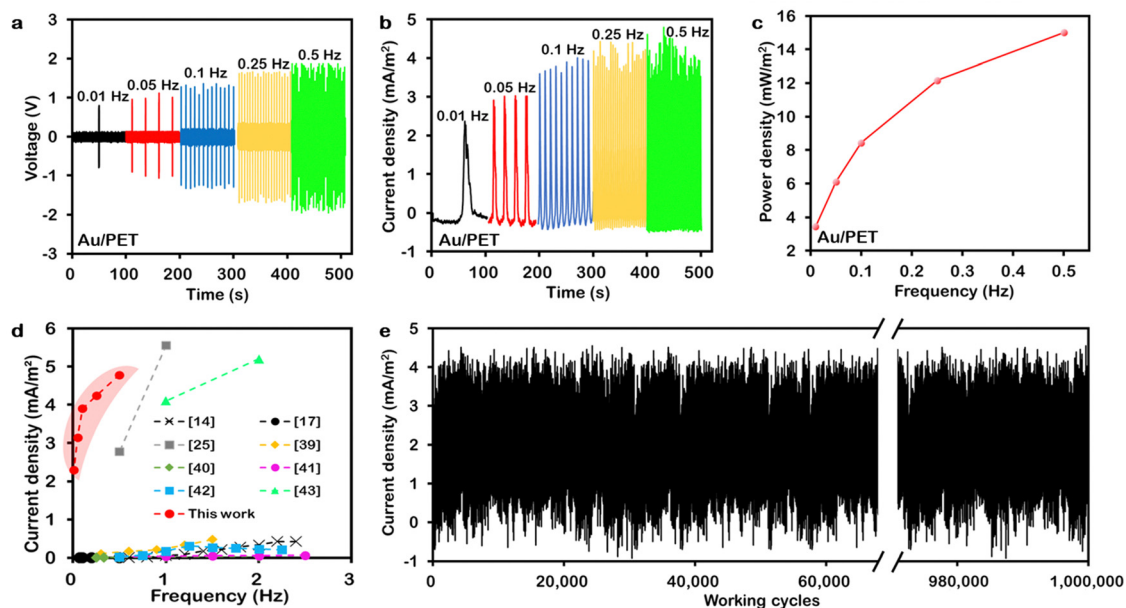 a
3
2
1
0
-1
-2
-3
Voltage (V)
0.01 Hz
0.05 Hz
0.1 Hz
0.25 Hz
0.5 Hz
Au/PET
0 100 200 300 400 500
Time (s)
b
5
4
3
2
1
0
-1
Current density (mA/m²)
0.01 Hz
0.05 Hz
0.1 Hz
0.25 Hz
0.5 Hz
Au/PET
0 100 200 300 400 500
Time (s)
c
16
14
12
10
8
6
4
2
Power density (mW/m²)
Au/PET
0.1 0.2 0.3 0.4 0.5
Frequency (Hz)
d
6
5
4
3
2
1
0
Current density (mA/m²)
[14] [17]
[25] [39]
[40] [41]
[42] [43]
This work
0 1 2 3
Frequency (Hz)
e
5
4
3
2
1
0
-1
Current density (mA/m²)
0 20,000 40,000 60,000 980,000 1,000,000
Working cycles